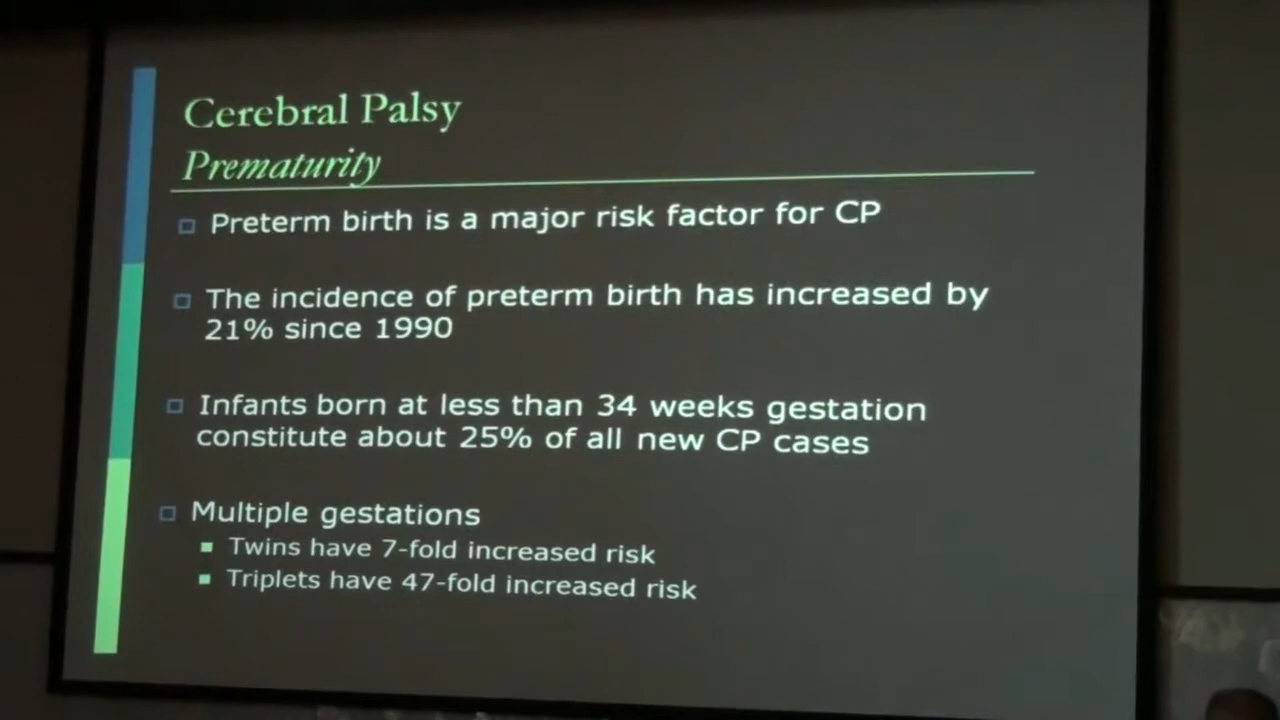 Cerebral Palsy
Prematurity
Preterm birth is a major risk factor for CP
The incidence of preterm birth has increased by
21% since 1990
Infants born at less than 34 weeks gestation
constitute about 25% of all new CP cases
Multiple gestations
Twins have 7-fold increased risk
Triplets have 47-fold increased risk